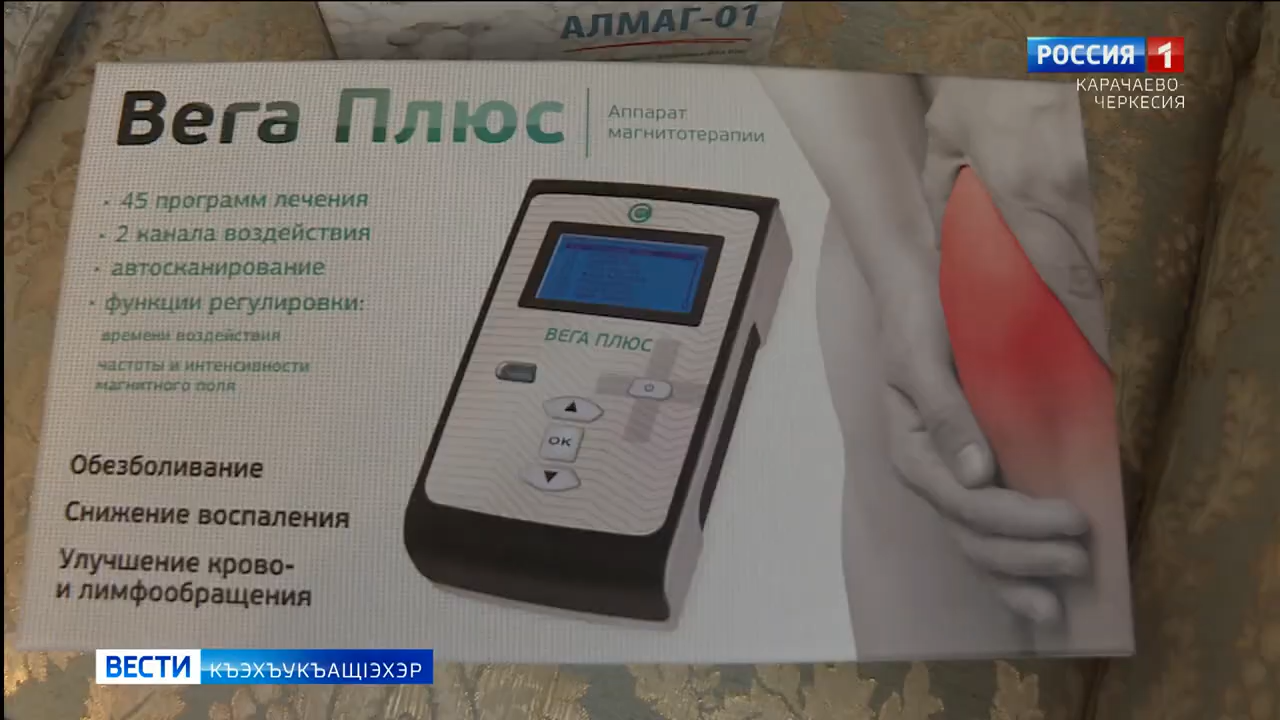 АЛМАГ-01
РОССИЯ 1
КАРАЧАЕВО-
ЧЕРКЕСИЯ
Вега Плюс
Аппарат
магнитотерапии
• 45 программ лечения
• 2 канала воздействия
• автосканирование
• функции регулировки:
времени воздействия
частоты и интенсивности
магнитного поля
ВЕГА ПЛЮС
OK
Обезболивание
Снижение воспаления
Улучшение крово-
и лимфообращения
ВЕСТИ КЪЭХЪУКЪАЩIЭХЭР